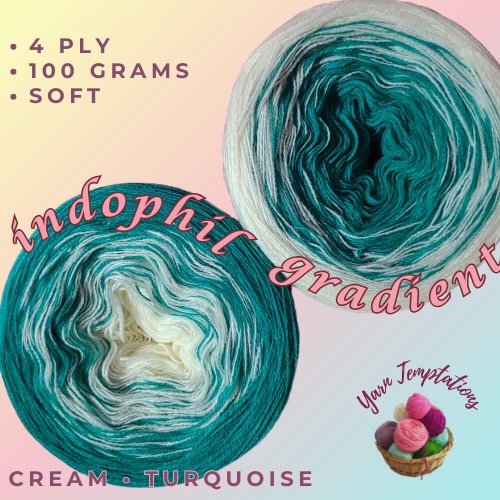 • 4 PLY
• 100 GRAMS
• SOFT
indophil gradient
Yarn Temptations
CREAM • TURQUOISE